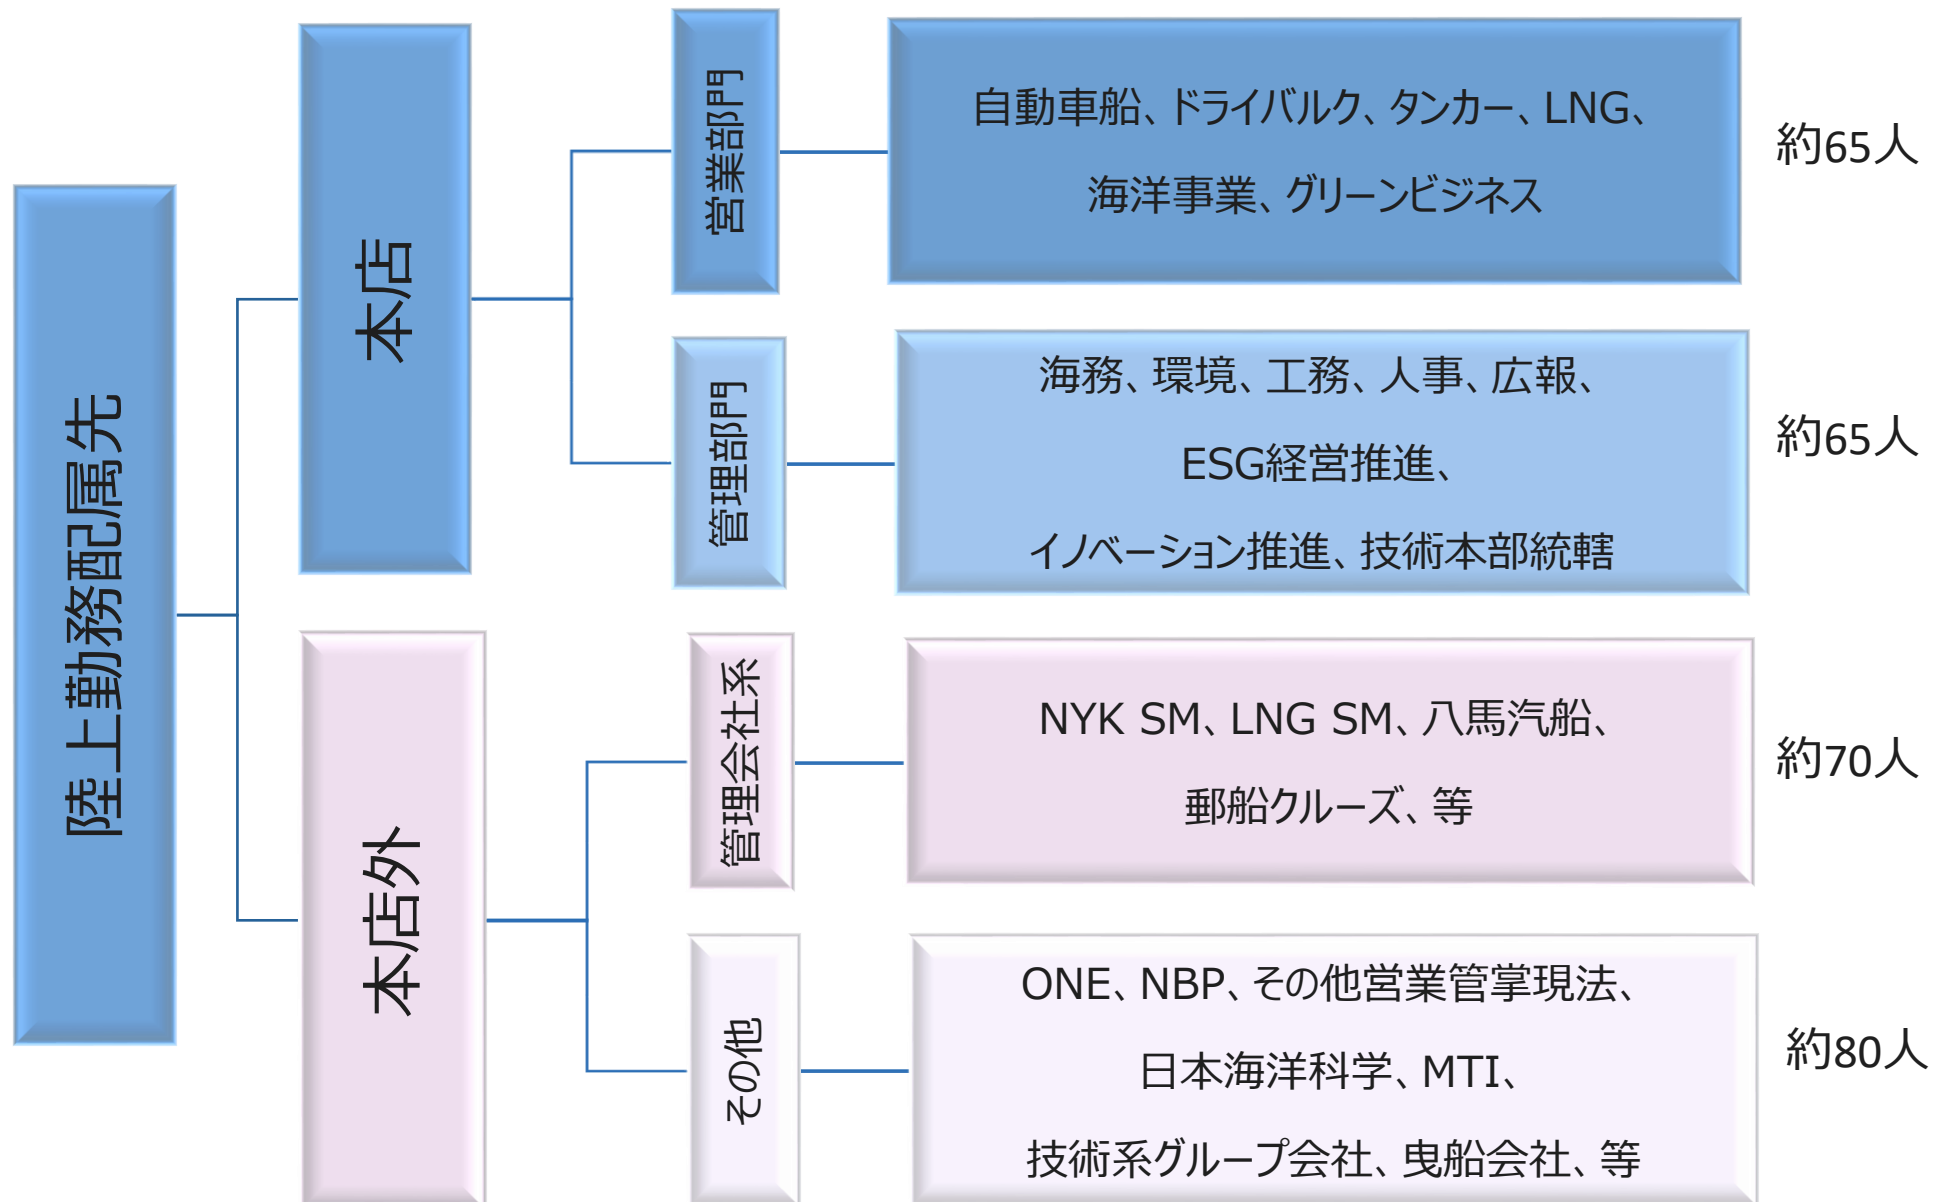 陸上勤務配属先
本店
営業部門
自動車船、ドライバルク、タンカー、LNG、
海洋事業、グリーンビジネス
約65人
管理部門
海務、環境、工務、人事、広報、
ESG経営推進、
イノベーション推進、技術本部統轄
約65人
本店外
管理会社系
NYK SM、LNG SM、八馬汽船、
郵船クルーズ、等
約70人
その他
ONE、NBP、その他営業管掌現法、
日本海洋科学、MTI、
技術系グループ会社、曳船会社、等
約80人